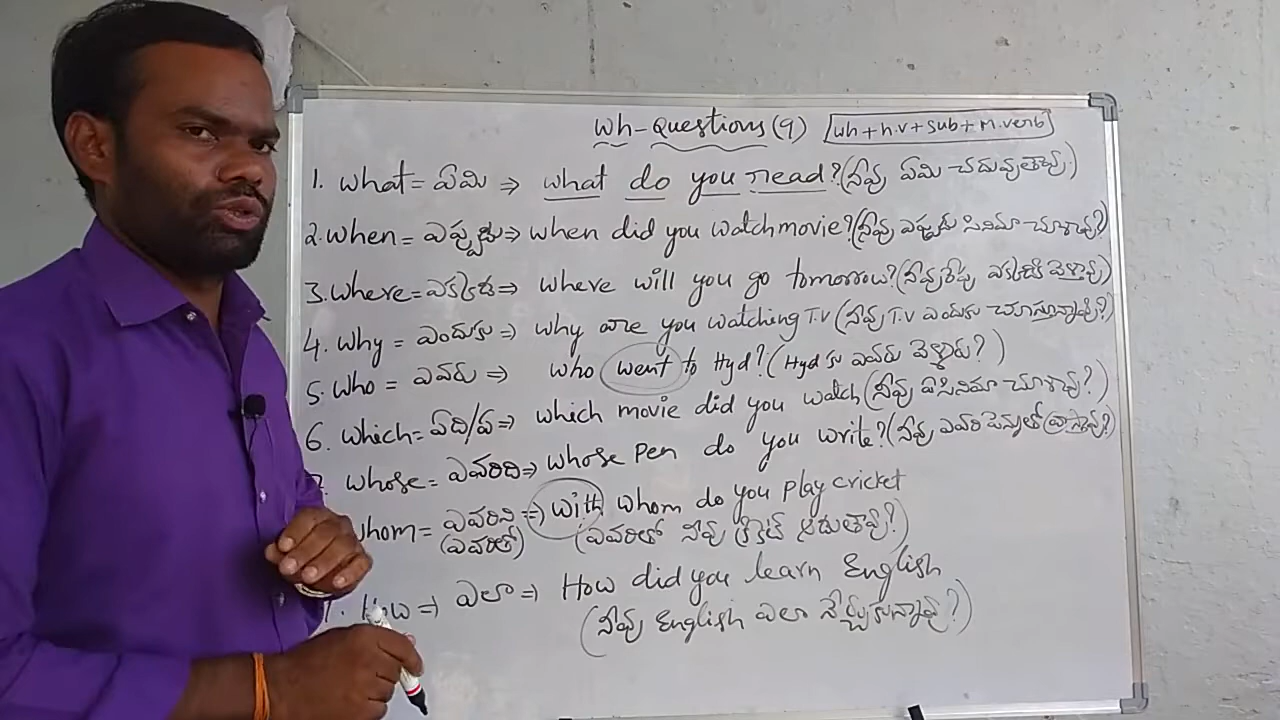 Wh-Questions (9) wh+h.v+sub+M.verb
1. What = ఏమి ⇒ what do you read? (నీవు ఏమి చదువుతావు.)
2. When = ఎప్పుడు ⇒ when did you watch movie? (నీవు ఎప్పుడు సినిమా చూశావు?)
3. Where = ఎక్కడ ⇒ where will you go tomorrow? (నీవు రేపు ఎక్కడికి వెళ్తావు)
4. Why = ఎందుకు ⇒ why are you watching T.V (నీవు T.V ఎందుకు చూస్తున్నావు?)
5. Who = ఎవరు ⇒ who went to Hyd? (Hyd కు ఎవరు వెళ్లారు?)
6. Which = ఏది/ఏ ⇒ which movie did you watch (నీవు ఏ సినిమా చూశావు?)
whose = ఎవరిది ⇒ whose pen do you write? (నీవు ఎవరి పెన్నుతో వ్రాస్తావు?)
whom = ఎవరిని ⇒ with whom do you play cricket
(ఎవరితో) (ఎవరితో నీవు క్రికెట్ ఆడుతావు?)
How ⇒ ఎలా ⇒ How did you learn English
(నీవు English ఎలా నేర్చుకున్నావు?)